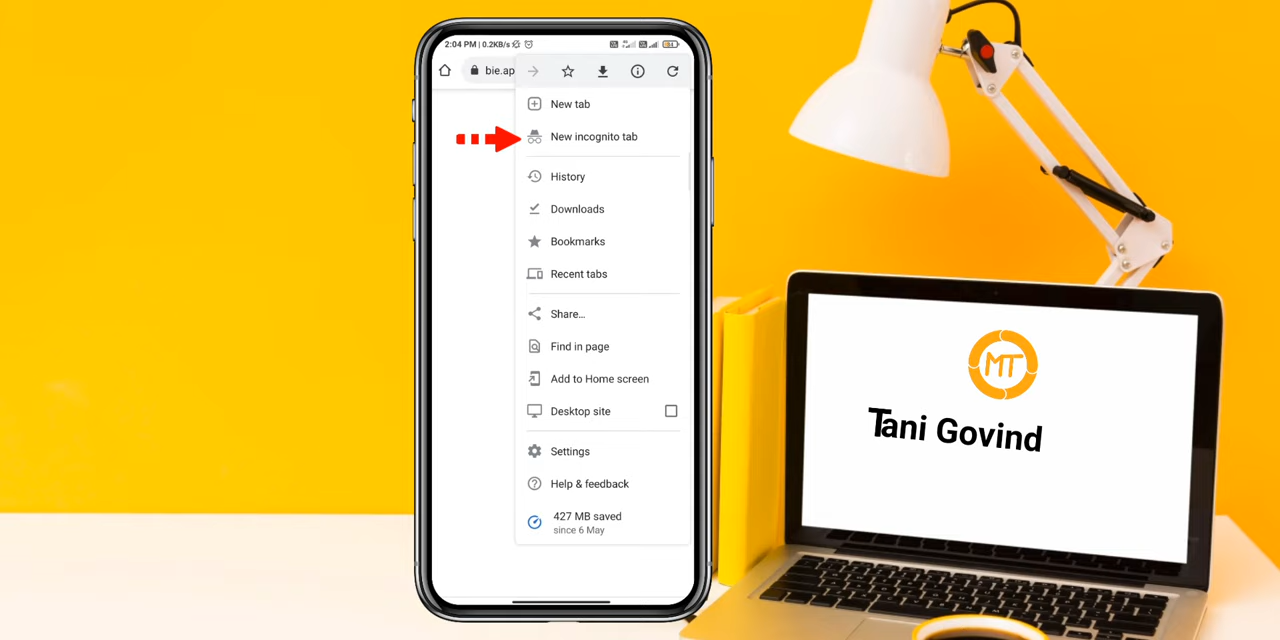 2:04 PM | 0.2KB/s
bie.ap
New tab
New incognito tab
History
Downloads
Bookmarks
Recent tabs
Share...
Find in page
Add to Home screen
Desktop site
Settings
Help & feedback
427 MB saved
since 6 May
MT
Tani Govind